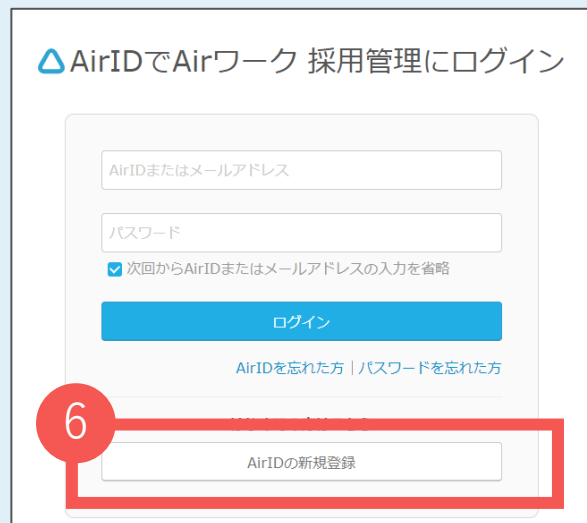 AirIDでAirワーク 採用管理にログイン
AirIDまたはメールアドレス
パスワード
次回からAirIDまたはメールアドレスの入力を省略
ログイン
AirIDを忘れた方｜パスワードを忘れた方
6
AirIDの新規登録